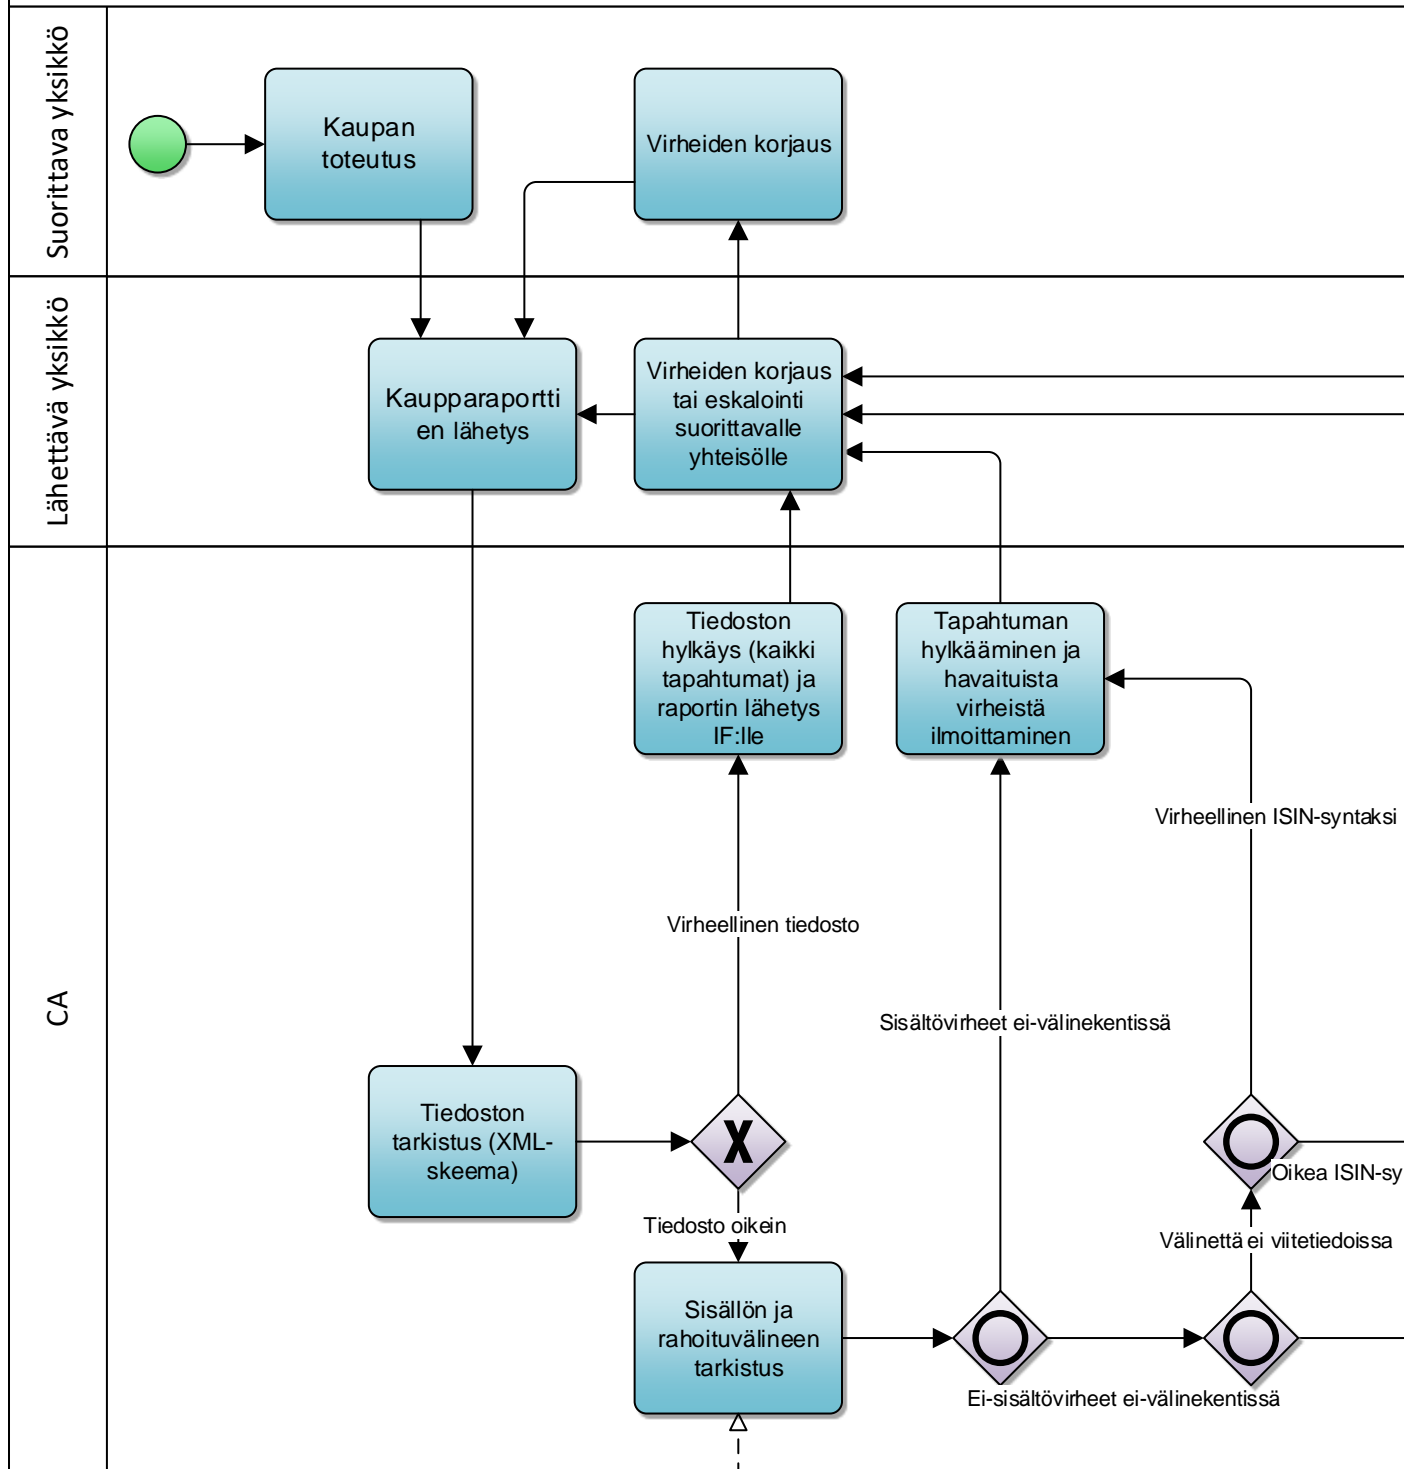 Suorittava yksikkö
Kaupan
toteutus
Virheiden korjaus
Lähettävä yksikkö
Kaupparaportti
en lähetys
Virheiden korjaus
tai eskalointi
suorittavalle
yhteisölle
CA
Tiedoston
hylkäys (kaikki
tapahtumat) ja
raportin lähetys
IF:lle
Tapahtuman
hylkääminen ja
havaituista
virheistä
ilmoittaminen
Virheellinen ISIN-syntaksi
Virheellinen tiedosto
Sisältövirheet ei-välinekentissä
Tiedoston
tarkistus (XML-
skeema)
X
Oikea ISIN-sy
Tiedosto oikein
Välinettä ei viitetiedoissa
Sisällön ja
rahoituvälineen
tarkistus
Ei-sisältövirheet ei-välinekentissä